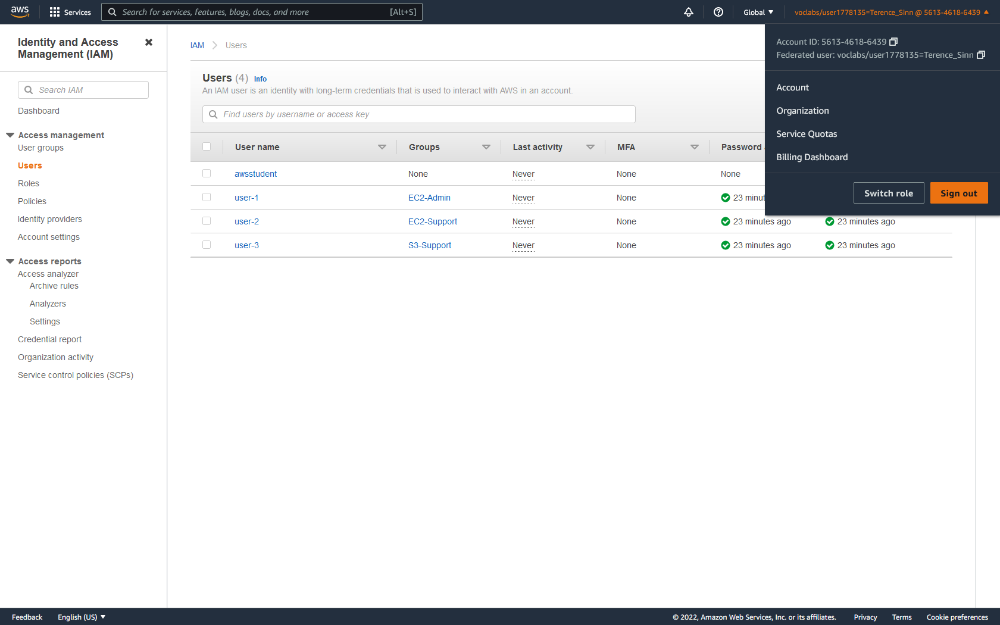 aws
Services
Search for services, features, blogs, docs, and more
[Alt+S]
Global
voclabs/user1778135=Terence_Sinn @ 5613-4618-6439
Account ID: 5613-4618-6439
Federated user: voclabs/user1778135=Terence_Sinn
Account
Organization
Service Quotas
Billing Dashboard
Switch role
Sign out
Identity and Access
Management (IAM)
Search IAM
Dashboard
Access management
User groups
Users
Roles
Policies
Identity providers
Account settings
Access reports
Access analyzer
Archive rules
Analyzers
Settings
Credential report
Organization activity
Service control policies (SCPs)
IAM Users
Users (4) Info
An IAM user is an identity with long-term credentials that is used to interact with AWS in an account.
Find users by username or access key
User name Groups Last activity MFA Password
awsstudent None Never None None
user-1 EC2-Admin Never None 23 minut
user-2 EC2-Support Never None 23 minutes ago 23 minutes ago
user-3 S3-Support Never None 23 minutes ago 23 minutes ago
Feedback English (US) © 2022, Amazon Web Services, Inc. or its affiliates. Privacy Terms Cookie preferences